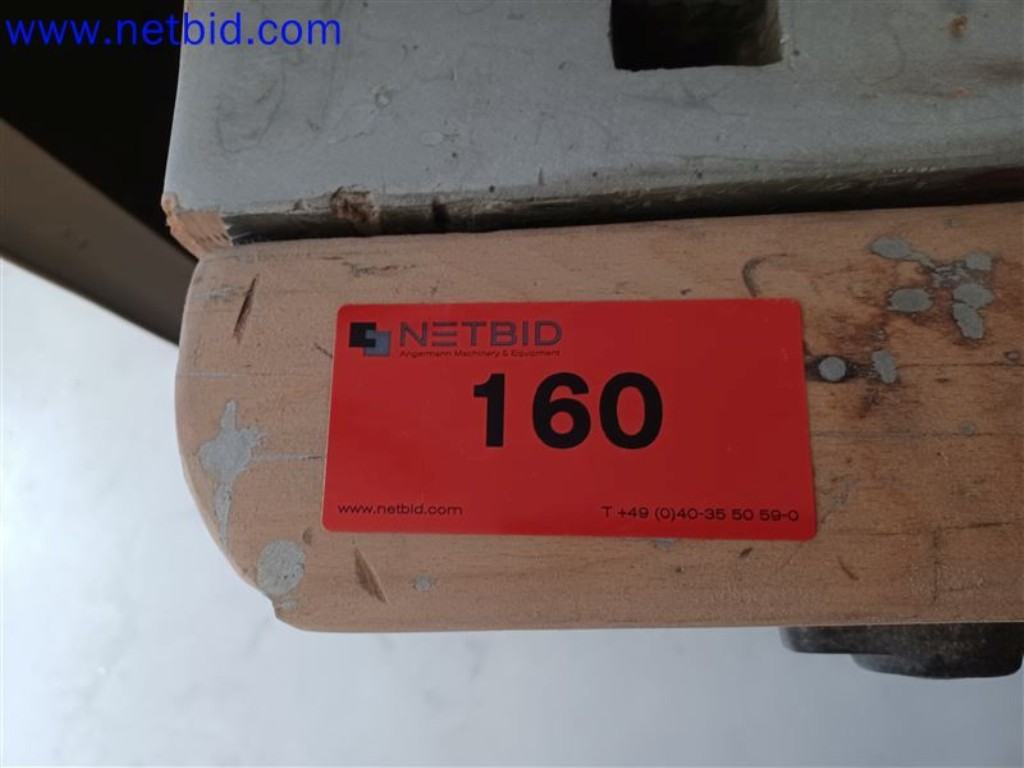 www.netbid.com
NETBID
Angermann Machinery & Equipment
160
www.netbid.com
T +49 (0)40-35 50 59-0